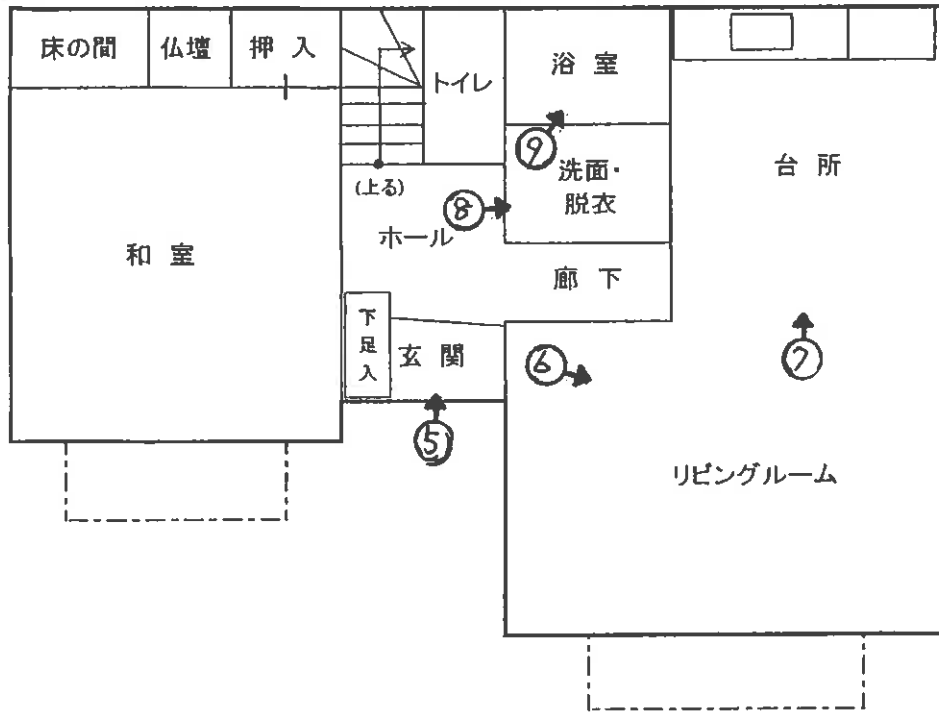 床の間 仏壇 押入
トイレ
浴室
台所
洗面・
脱衣
⑨
(上る)
⑧
ホール
和室
廊下
下足入
玄関
⑥
⑦
⑤
リビングルーム